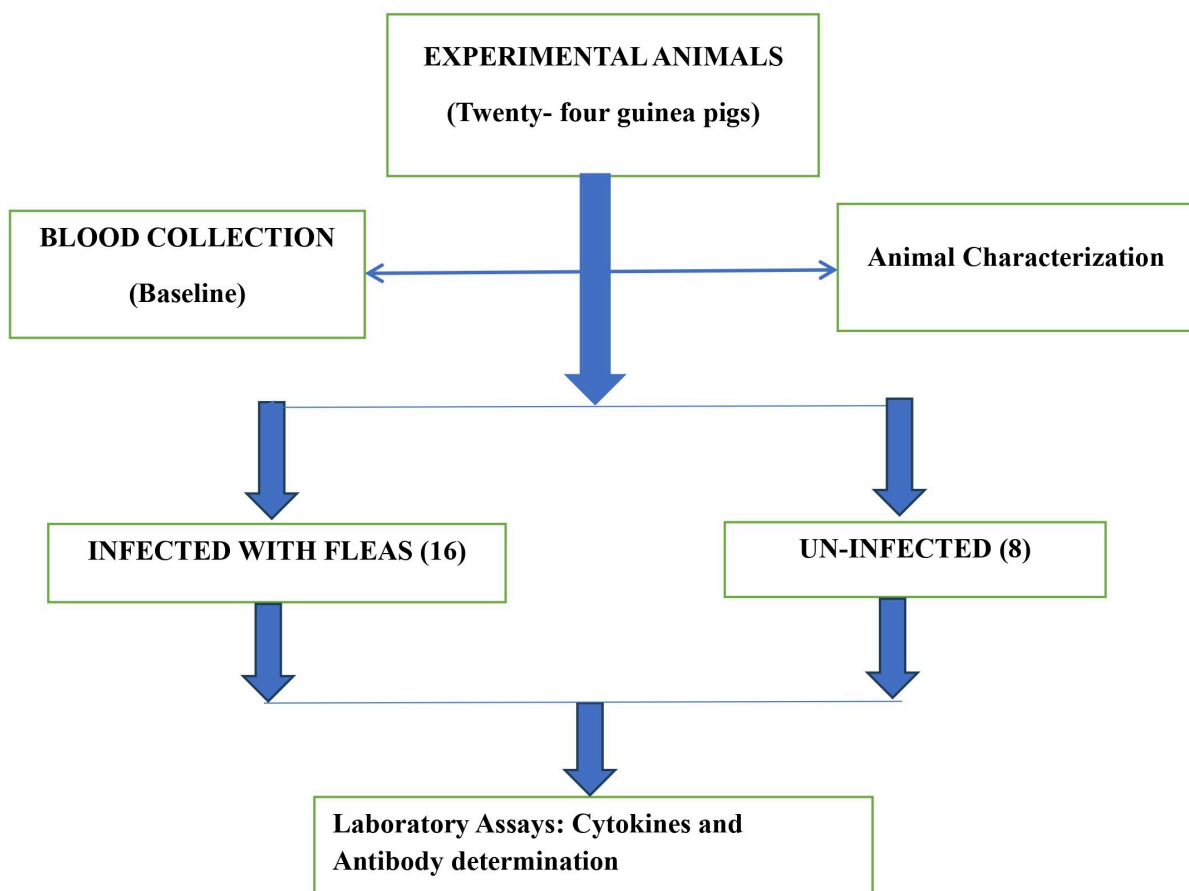 EXPERIMENTAL ANIMALS
(Twenty- four guinea pigs)
BLOOD COLLECTION
(Baseline)
Animal Characterization
INFECTED WITH FLEAS (16)
UN-INFECTED (8)
Laboratory Assays: Cytokines and
Antibody determination